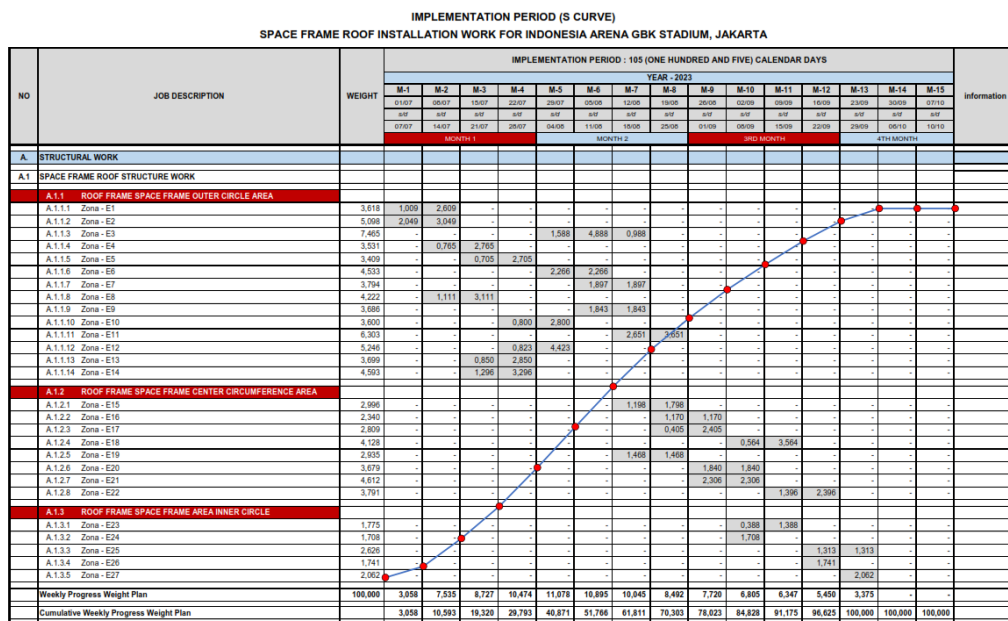 IMPLEMENTATION PERIOD (S CURVE)
SPACE FRAME ROOF INSTALLATION WORK FOR INDONESIA ARENA GBK STADIUM, JAKARTA
NO JOB DESCRIPTION WEIGHT IMPLEMENTATION PERIOD : 105 (ONE HUNDRED AND FIVE) CALENDAR DAYS information
YEAR - 2023
M-1 M-2 M-3 M-4 M-5 M-6 M-7 M-8 M-9 M-10 M-11 M-12 M-13 M-14 M-15
01/07 08/07 15/07 22/07 29/07 05/08 12/08 19/08 26/08 02/09 09/09 16/09 23/09 30/09 07/10
s/d s/d s/d s/d s/d s/d s/d s/d s/d s/d s/d s/d s/d s/d s/d
07/07 14/07 21/07 28/07 04/08 11/08 18/08 25/08 01/09 08/09 15/09 22/09 29/09 06/10 10/10
MONTH 1 MONTH 2 3RD MONTH 4TH MONTH
A. STRUCTURAL WORK
A.1 SPACE FRAME ROOF STRUCTURE WORK
A.1.1 ROOF FRAME SPACE FRAME OUTER CIRCLE AREA
A.1.1.1 Zona - E1 3,618 1,009 2,609 - - - - - - - - - - - - -
A.1.1.2 Zona - E2 5,098 2,049 3,049 - - - - - - - - - - - - -
A.1.1.3 Zona - E3 7,465 - - - - 1,588 4,888 0,988 - - - - - - - -
A.1.1.4 Zona - E4 3,531 - 0,765 2,765 - - - - - - - - - - - -
A.1.1.5 Zona - E5 3,409 - - 0,705 2,705 - - - - - - - - - - -
A.1.1.6 Zona - E6 4,533 - - - - 2,266 2,266 - - - - - - - - -
A.1.1.7 Zona - E7 3,794 - - - - - 1,897 1,897 - - - - - - - -
A.1.1.8 Zona - E8 4,222 - 1,111 3,111 - - - - - - - - - - - -
A.1.1.9 Zona - E9 3,686 - - - - - 1,843 1,843 - - - - - - - -
A.1.1.10 Zona - E10 3,600 - - - 0,800 2,800 - - - - - - - - - -
A.1.1.11 Zona - E11 6,303 - - - - - - 2,651 3,651 - - - - - - -
A.1.1.12 Zona - E12 5,246 - - - 0,823 4,423 - - - - - - - - - -
A.1.1.13 Zona - E13 3,699 - - 0,850 2,850 - - - - - - - - - - -
A.1.1.14 Zona - E14 4,593 - - 1,296 3,296 - - - - - - - - - - -
A.1.2 ROOF FRAME SPACE FRAME CENTER CIRCUMFERENCE AREA
A.1.2.1 Zona - E15 2,996 - - - - - - 1,198 1,798 - - - - - - -
A.1.2.2 Zona - E16 2,340 - - - - - - - 1,170 1,170 - - - - - -
A.1.2.3 Zona - E17 2,809 - - - - - - - 0,405 2,405 - - - - - -
A.1.2.4 Zona - E18 4,128 - - - - - - - - - 0,564 3,564 - - - -
A.1.2.5 Zona - E19 2,935 - - - - - - 1,468 1,468 - - - - - - -
A.1.2.6 Zona - E20 3,679 - - - - - - - - 1,840 1,840 - - - - -
A.1.2.7 Zona - E21 4,612 - - - - - - - - 2,306 2,306 - - - - -
A.1.2.8 Zona - E22 3,791 - - - - - - - - - - 1,396 2,396 - - -
A.1.3 ROOF FRAME SPACE FRAME AREA INNER CIRCLE
A.1.3.1 Zona - E23 1,775 - - - - - - - - - 0,388 1,388 - - - -
A.1.3.2 Zona - E24 1,708 - - - - - - - - - 1,708 - - - - -
A.1.3.3 Zona - E25 2,626 - - - - - - - - - - - 1,313 1,313 - -
A.1.3.4 Zona - E26 1,741 - - - - - - - - - - - 1,741 - - -
A.1.3.5 Zona - E27 2,062 - - - - - - - - - - - - 2,062 - -
Weekly Progress Weight Plan 100,000 3,058 7,535 8,727 10,474 11,078 10,895 10,045 8,492 7,720 6,805 6,347 5,450 3,375 - -
Cumulative Weekly Progress Weight Plan 3,058 10,593 19,320 29,793 40,871 51,766 61,811 70,303 78,023 84,828 91,175 96,625 100,000 100,000 100,000